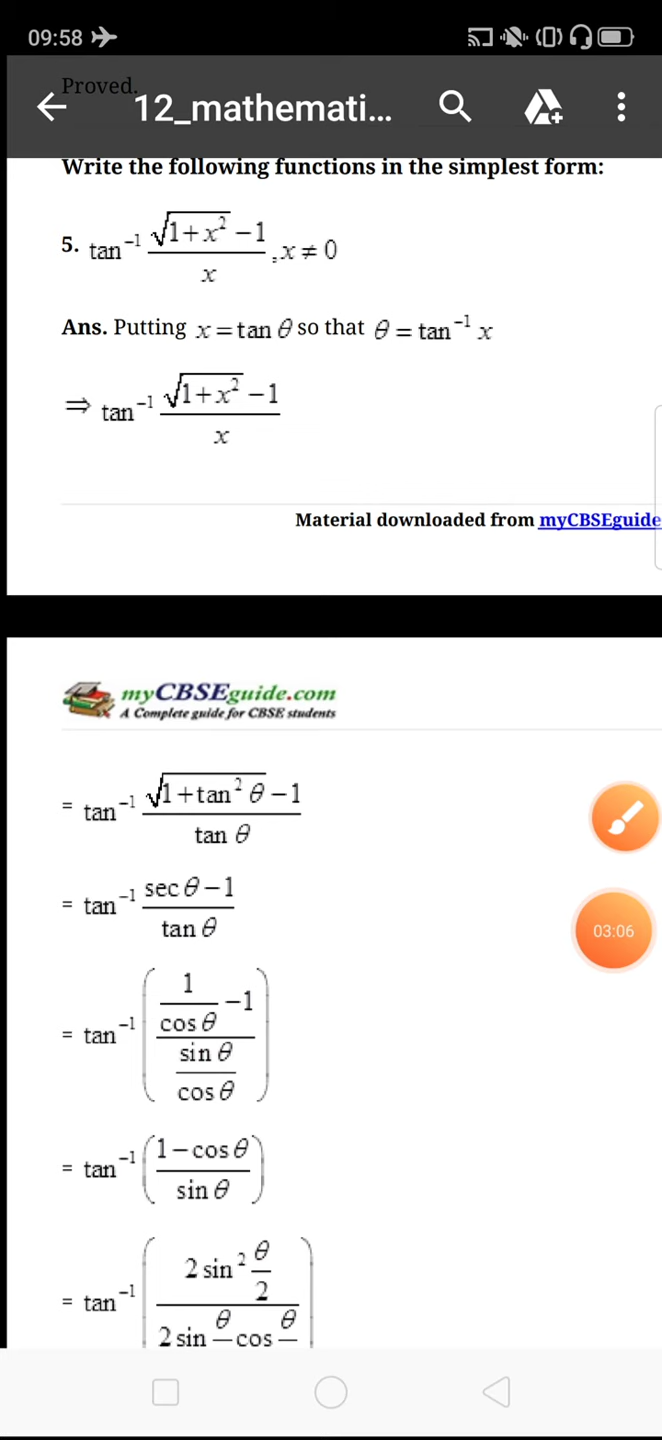 09:58
Proved.
12_mathemati...
Write the following functions in the simplest form:
5. tan⁻¹ (√(1+x²) −1)/x , x ≠ 0
Ans. Putting x = tan θ so that θ = tan⁻¹ x
⇒ tan⁻¹ (√(1+x²) −1)/x
Material downloaded from myCBSEguide
myCBSEguide.com
A Complete guide for CBSE students
= tan⁻¹ (√(1+tan² θ) −1)/(tan θ)
= tan⁻¹ (sec θ −1)/(tan θ)
03:06
= tan⁻¹ ((1/cos θ −1)/(sin θ/cos θ))
= tan⁻¹ ((1−cos θ)/(sin θ))
= tan⁻¹ (2 sin² θ/2 / 2 sin θ cos θ